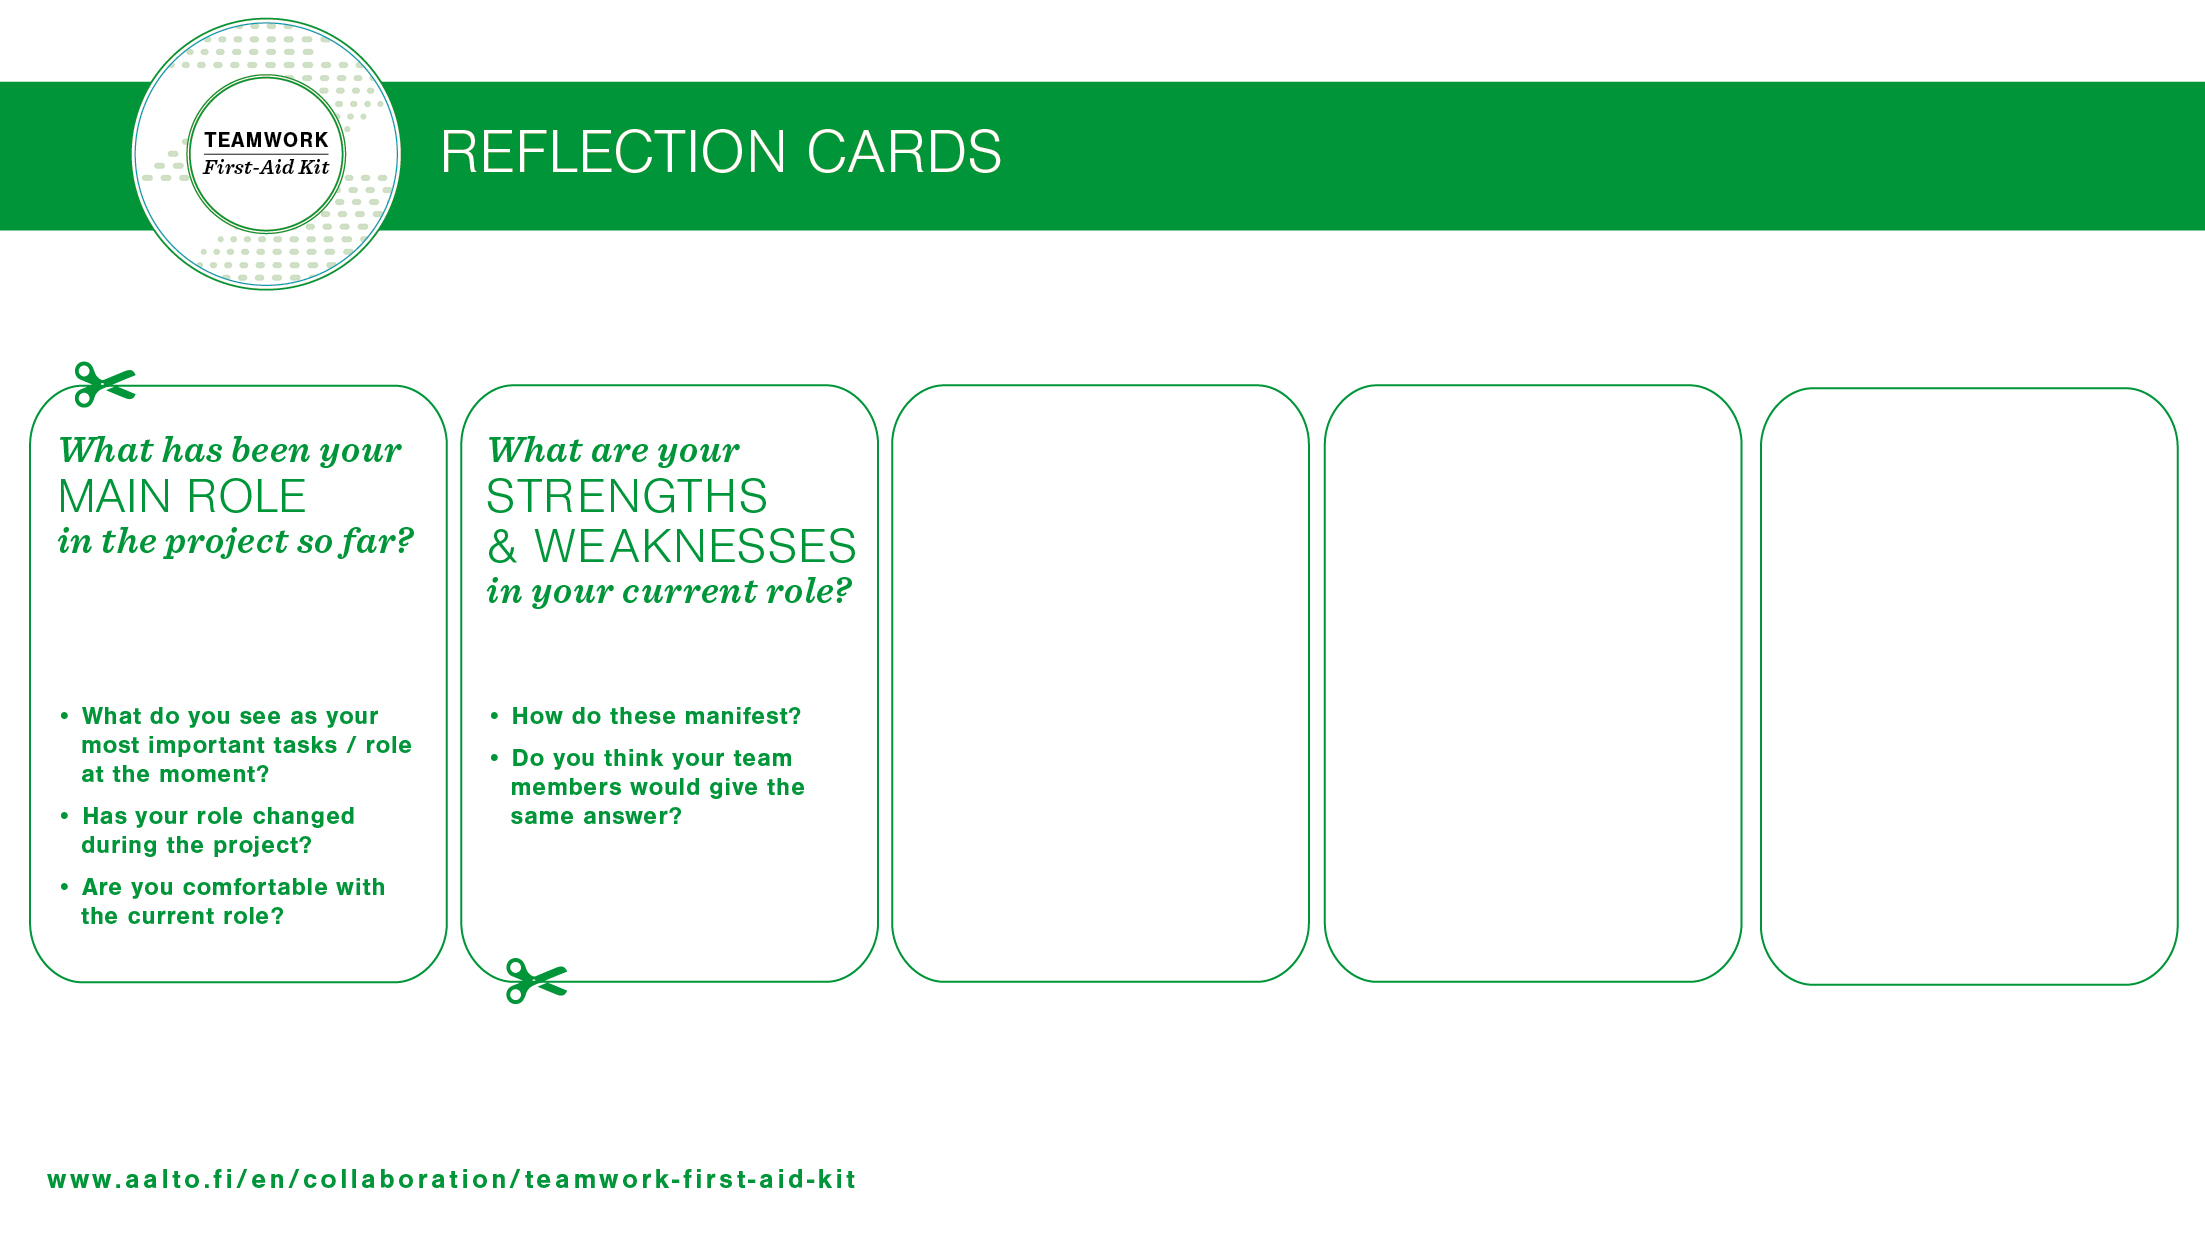 TEAMWORK
First-Aid Kit
REFLECTION CARDS
What has been your
MAIN ROLE
in the project so far?
• What do you see as your
most important tasks / role
at the moment?
• Has your role changed
during the project?
• Are you comfortable with
the current role?
What are your
STRENGTHS
& WEAKNESSES
in your current role?
• How do these manifest?
• Do you think your team
members would give the
same answer?
www.aalto.fi/en/collaboration/teamwork-first-aid-kit